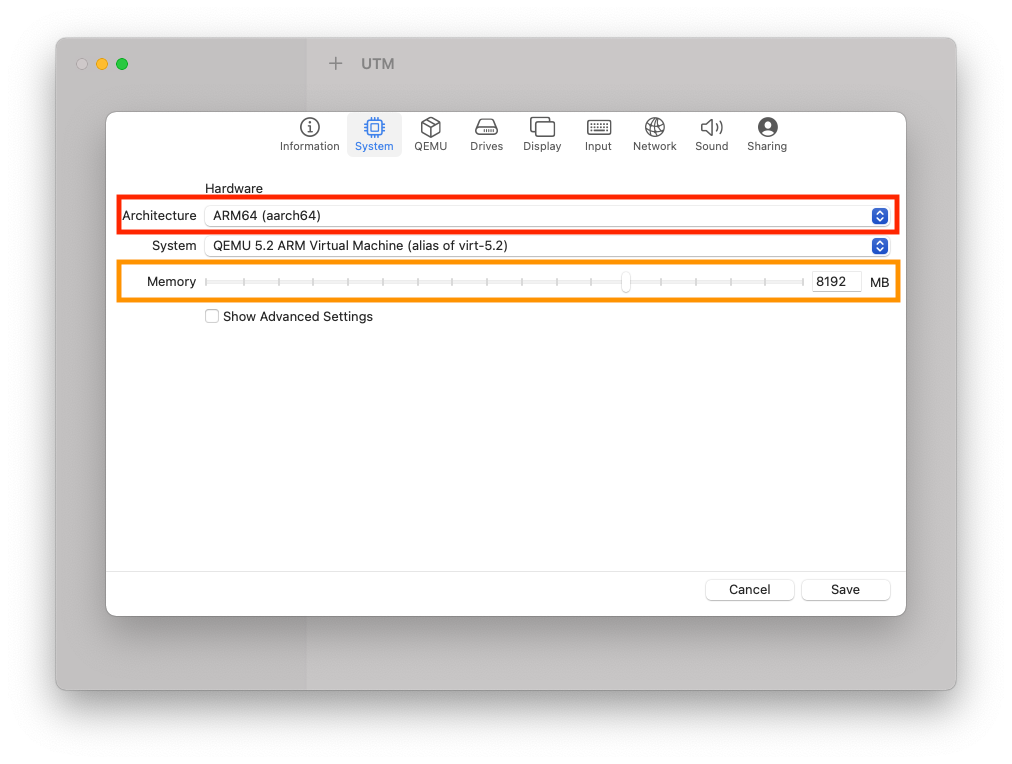 UTM
Information System QEMU Drives Display Input Network Sound Sharing
Hardware
Architecture ARM64 (aarch64)
System QEMU 5.2 ARM Virtual Machine (alias of virt-5.2)
Memory 8192 MB
Show Advanced Settings
Cancel Save